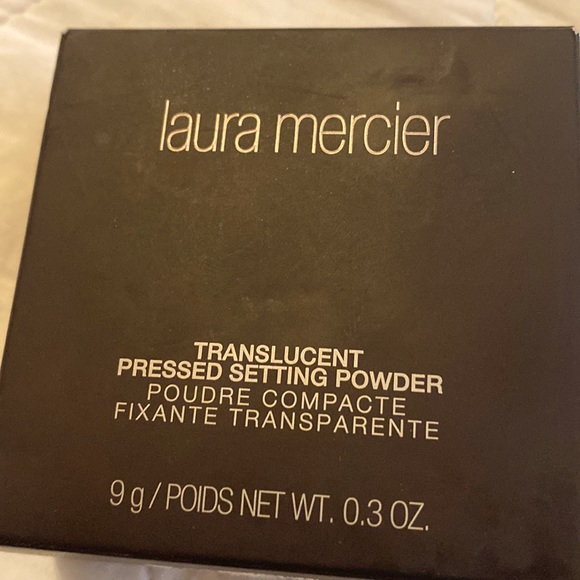 laura mercier
TRANSLUCENT
PRESSED SETTING POWDER
POUDRE COMPACTE
FIXANTE TRANSPARENTE
9 g / POIDS NET WT. 0.3 OZ.